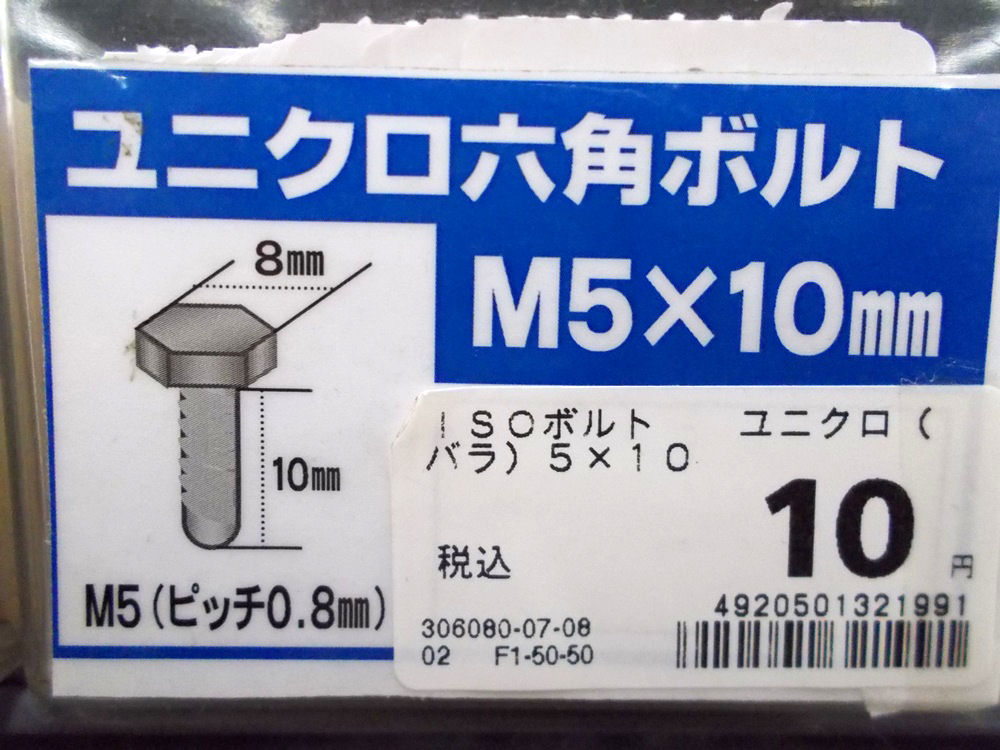 ユニクロ六角ボルト
M5×10mm
8mm
10mm
M5(ピッチ0.8mm)
ISOボルト ユニクロ(
バラ)5×10
10円
税込
4920501321991
306080-07-08
02 F1-50-50